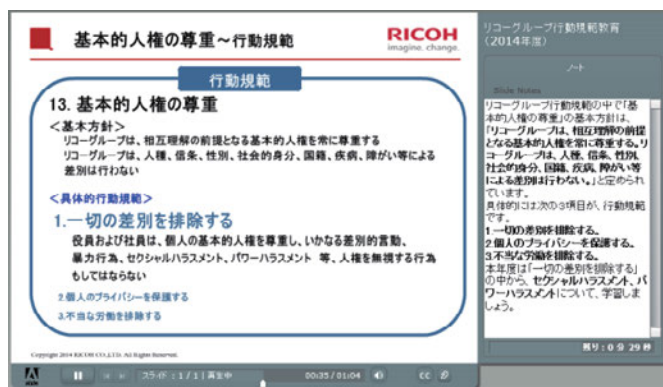 基本的人権の尊重～行動規範
RICOH
imagine. change.
行動規範
13. 基本的人権の尊重
＜基本方針＞
リコーグループは、相互理解の前提となる基本的人権を常に尊重する
リコーグループは、人種、信条、性別、社会的身分、国籍、疾病、障がい等による
差別は行わない
＜具体的行動規範＞
1.一切の差別を排除する
役員および社員は、個人の基本的人権を尊重し、いかなる差別的言動、
暴力行為、セクシャルハラスメント、パワーハラスメント 等、人権を無視する行為
もしてはならない
2.個人のプライバシーを保護する
3.不当な労働を排除する
Copyright 2014 RICOH CO.,LTD. All Rights Reserved.
スライド：1 / 1 | 再生中
00:35 / 01:04
CC
リコーグループ行動規範教育
（2014年度）
ノート
Slide Notes
リコーグループ行動規範の中で「基
本的人権の尊重」の基本方針は、
「リコーグループは、相互理解の前提
となる基本的人権を常に尊重する。リ
コーグループは、人種、信条、性別、
社会的身分、国籍、疾病、障がい等
による差別は行わない。」と定められ
ています。
具体的には次の3項目が、行動規範
です。
1.一切の差別を排除する。
2.個人のプライバシーを保護する。
3.不当な労働を排除する。
本年度は「一切の差別を排除する」
の中から、セクシャルハラスメント、パ
ワーハラスメントについて、学習しま
しょう。
残り：0 分 29 秒